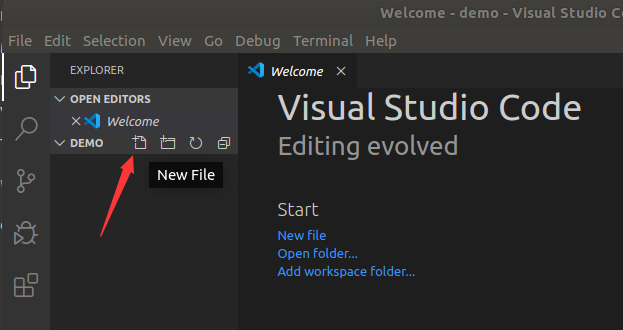 Welcome - demo - Visual Studio C
File Edit Selection View Go Debug Terminal Help
EXPLORER
Welcome
OPEN EDITORS
Welcome
DEMO
New File
Visual Studio Code
Editing evolved
Start
New file
Open folder...
Add workspace folder...